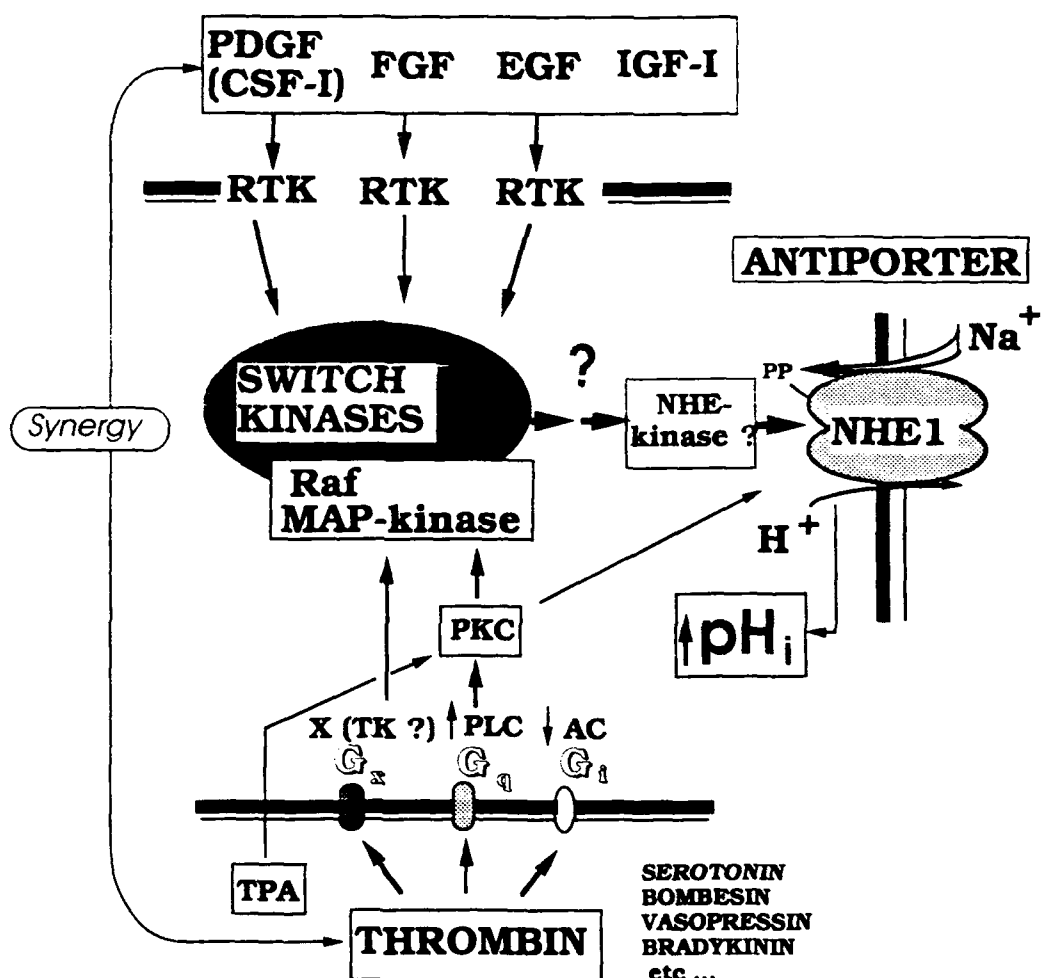 PDGF FGF EGF IGF-I
(CSF-I)
RTK RTK RTK
ANTIPORTER
Na+
PP
SWITCH
KINASES
?
NHE-
kinase ?
NHE1
Synergy
Raf
MAP-kinase
H+
PKC
↑pHi
X (TK ?) ↑PLC ↓AC
Gx Gq Gi
TPA
SEROTONIN
BOMBESIN
VASOPRESSIN
BRADYKININ
etc ...
THROMBIN